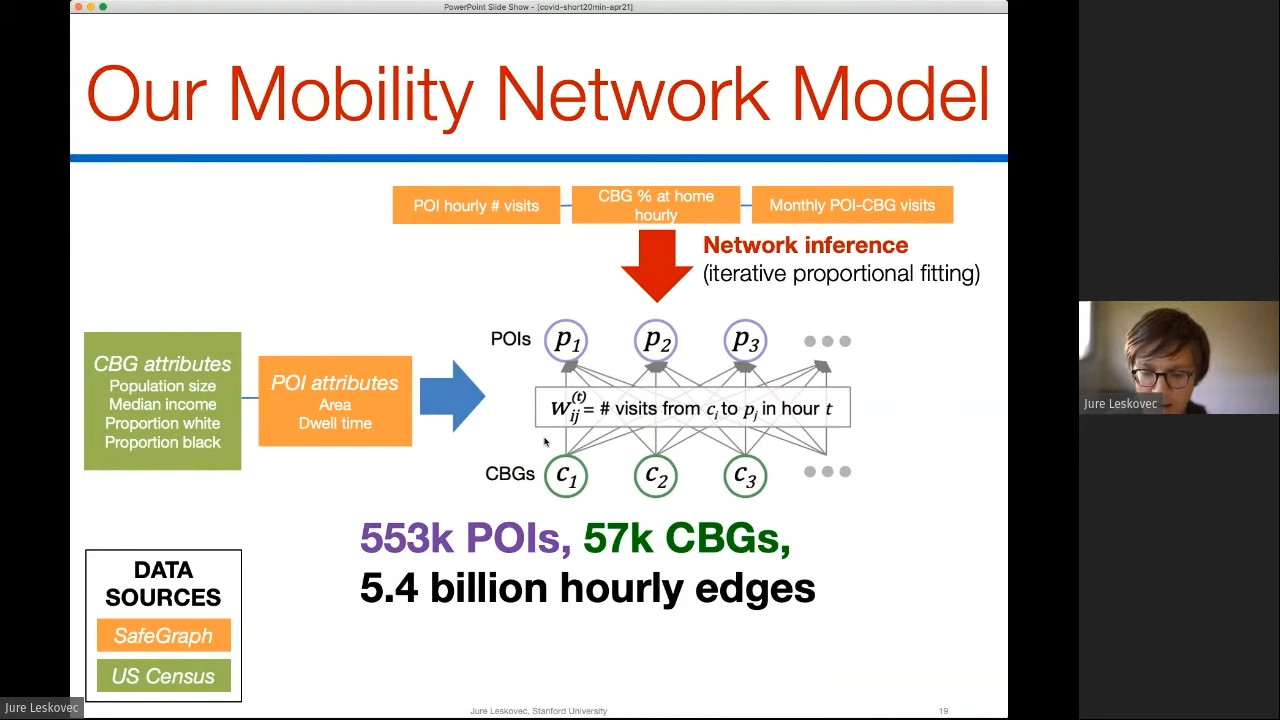 PowerPoint Slide Show - [covid-short20min-apr21]
Our Mobility Network Model
POI hourly # visits
CBG % at home
hourly
Monthly POI-CBG visits
Network inference
(iterative proportional fitting)
CBG attributes
Population size
Median income
Proportion white
Proportion black
POI attributes
Area
Dwell time
POIs p₁ p₂ p₃
Wᵢⱼ⁽ᵗ⁾ = # visits from cᵢ to pⱼ in hour t
CBGs c₁ c₂ c₃
553k POIs, 57k CBGs,
5.4 billion hourly edges
DATA
SOURCES
SafeGraph
US Census
Jure Leskovec, Stanford University
19
Jure Leskovec
Jure Leskovec